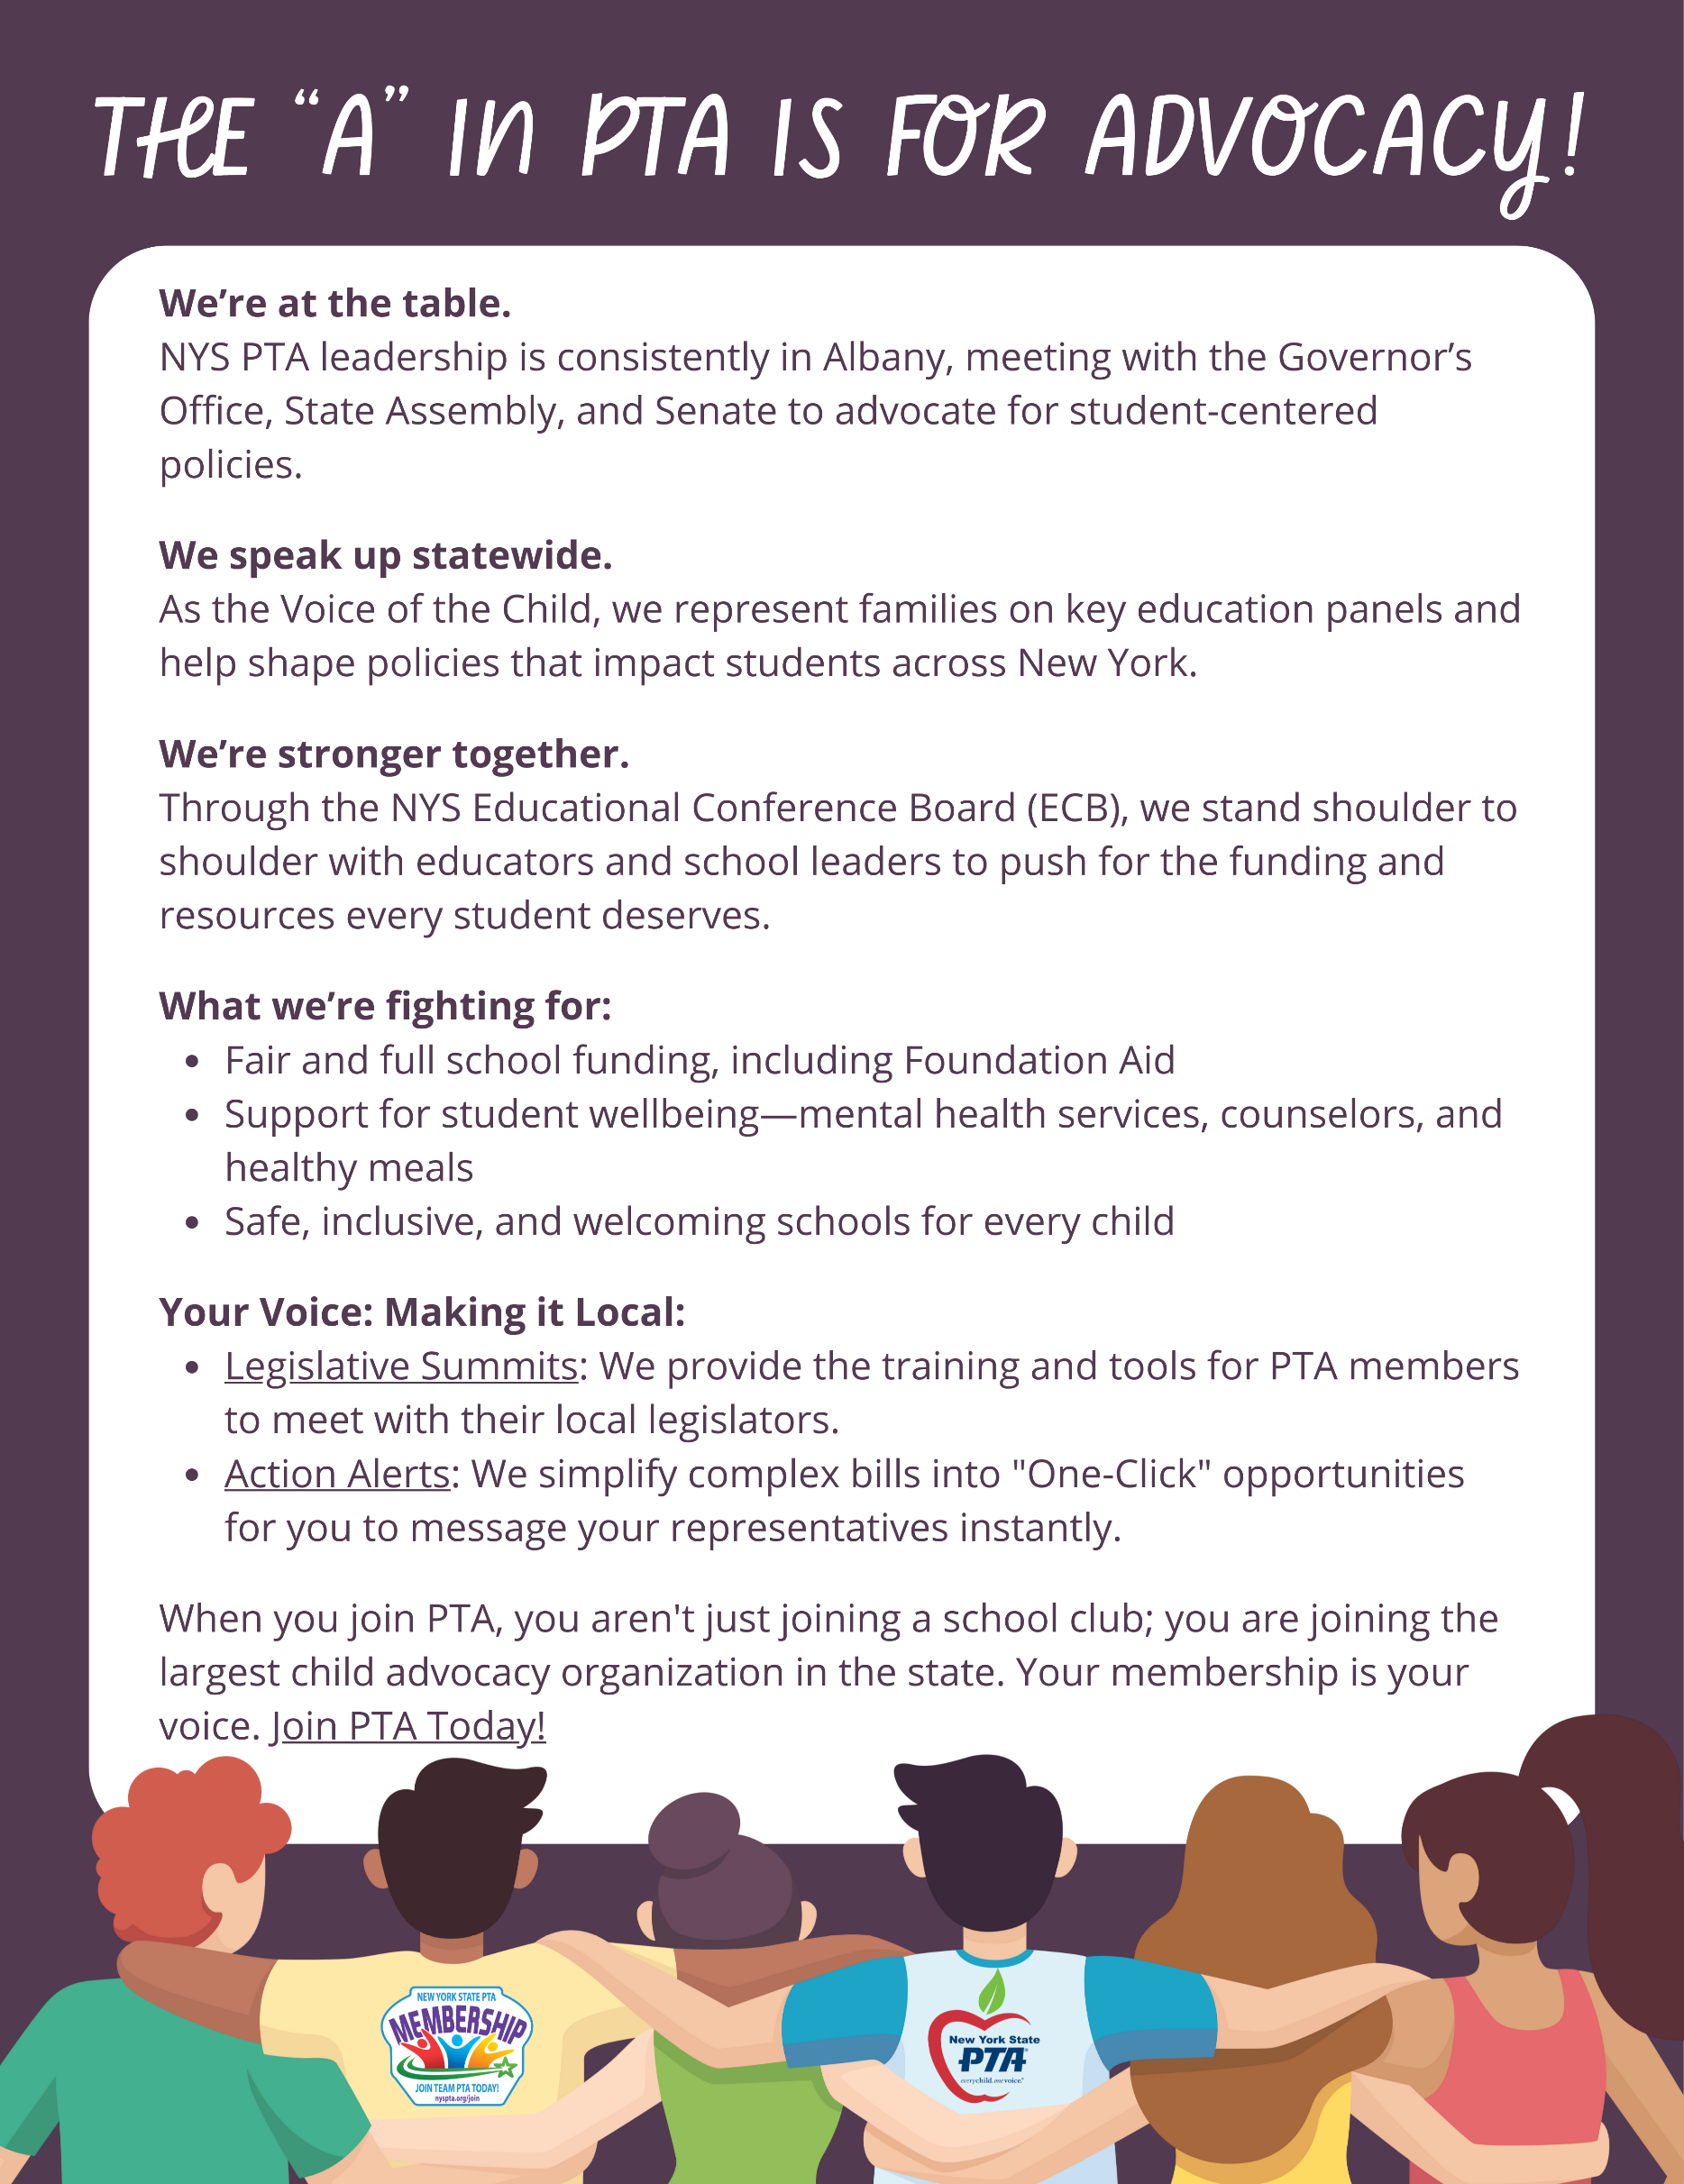 THE “A” IN PTA IS FOR ADVOCACY!
We’re at the table.
NYS PTA leadership is consistently in Albany, meeting with the Governor’s
Office, State Assembly, and Senate to advocate for student-centered
policies.
We speak up statewide.
As the Voice of the Child, we represent families on key education panels and
help shape policies that impact students across New York.
We’re stronger together.
Through the NYS Educational Conference Board (ECB), we stand shoulder to
shoulder with educators and school leaders to push for the funding and
resources every student deserves.
What we’re fighting for:
• Fair and full school funding, including Foundation Aid
• Support for student wellbeing—mental health services, counselors, and
healthy meals
• Safe, inclusive, and welcoming schools for every child
Your Voice: Making it Local:
• Legislative Summits: We provide the training and tools for PTA members
to meet with their local legislators.
• Action Alerts: We simplify complex bills into "One-Click" opportunities
for you to message your representatives instantly.
When you join PTA, you aren't just joining a school club; you are joining the
largest child advocacy organization in the state. Your membership is your
voice. Join PTA Today!
NEW YORK STATE PTA
MEMBERSHIP
JOIN TEAM PTA TODAY!
nyspta.org/join
New York State
PTA®
everychild.onevoice.®